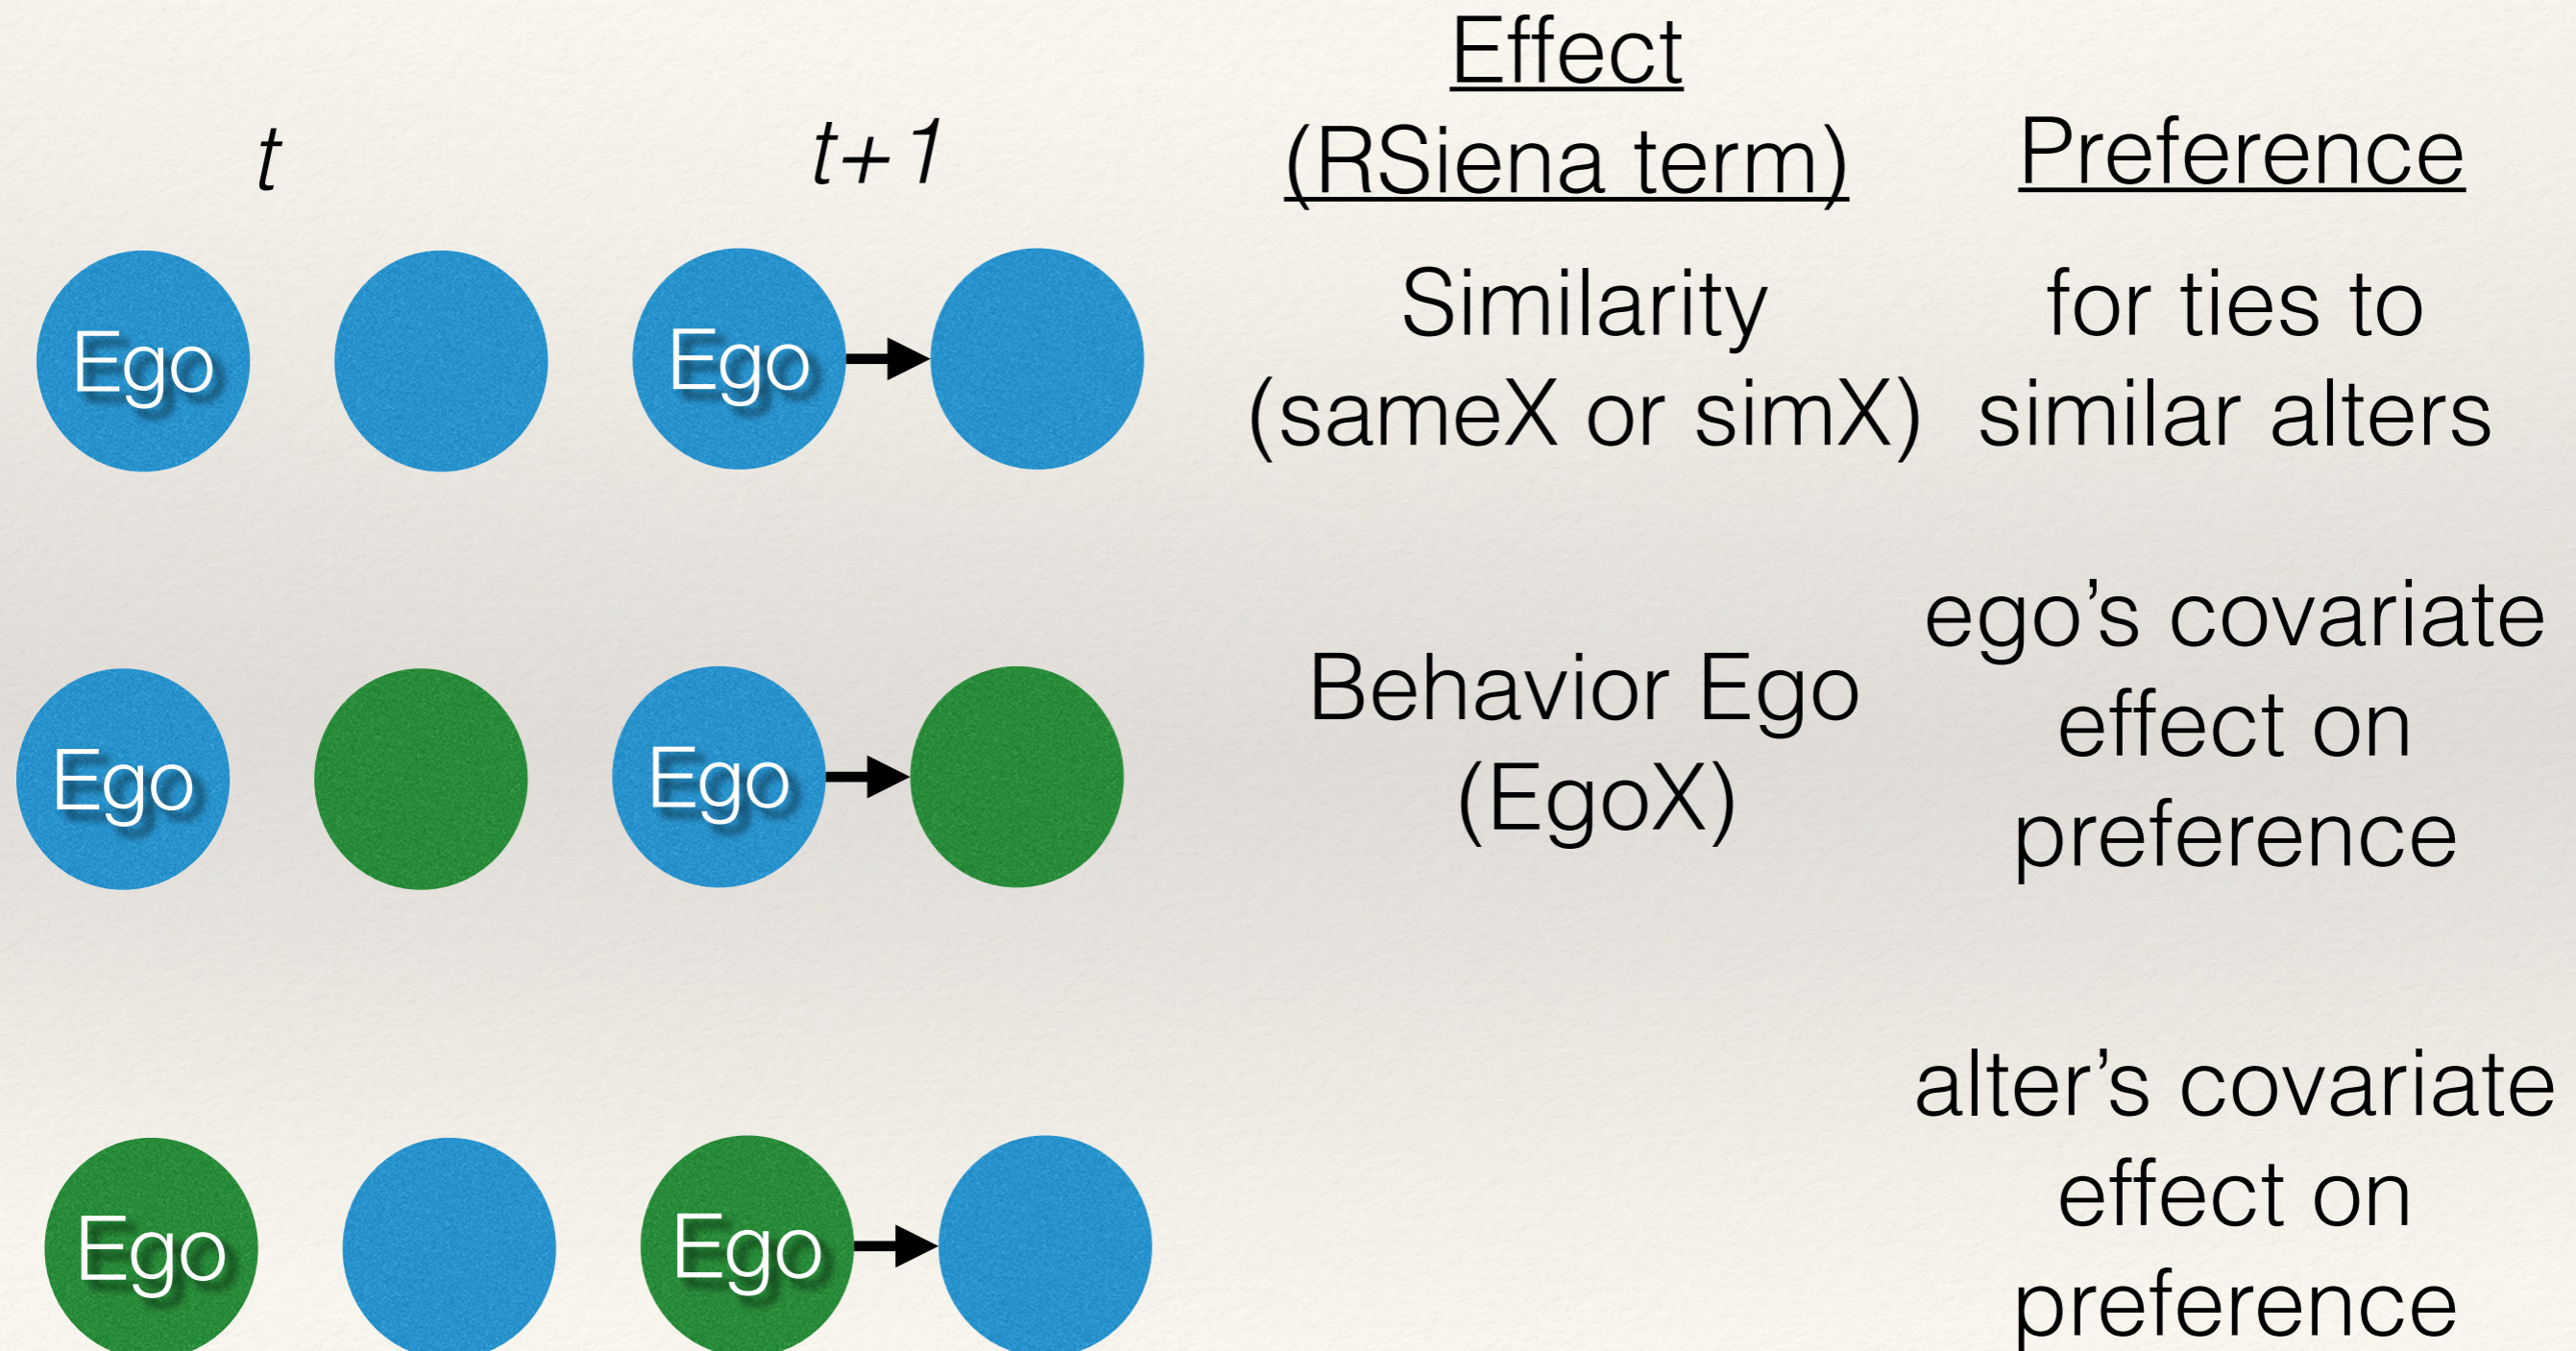 t
t+1
Effect
(RSiena term)
Preference
Ego
Ego
Similarity
(sameX or simX)
for ties to
similar alters
Ego
Ego
Behavior Ego
(EgoX)
ego’s covariate
effect on
preference
Ego
Ego
alter’s covariate
effect on
preference